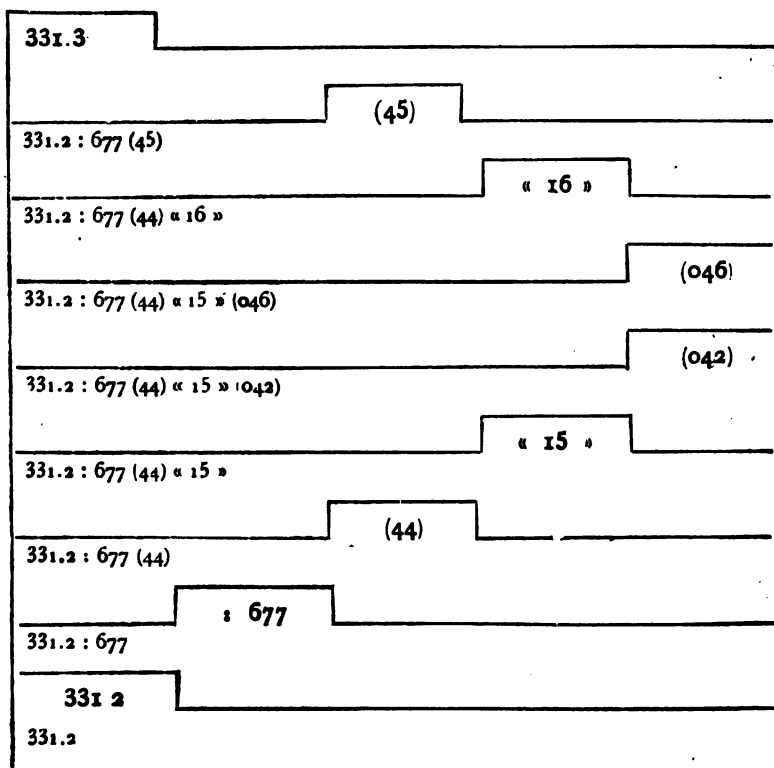 331.3
(45)
331.2 : 677 (45)
« 16 »
331.2 : 677 (44) « 16 »
(046)
331.2 : 677 (44) « 15 » (046)
(042)
331.2 : 677 (44) « 15 » (042)
« 15 »
331.2 : 677 (44) « 15 »
(44)
331.2 : 677 (44)
: 677
331.2 : 677
331 2
331.2